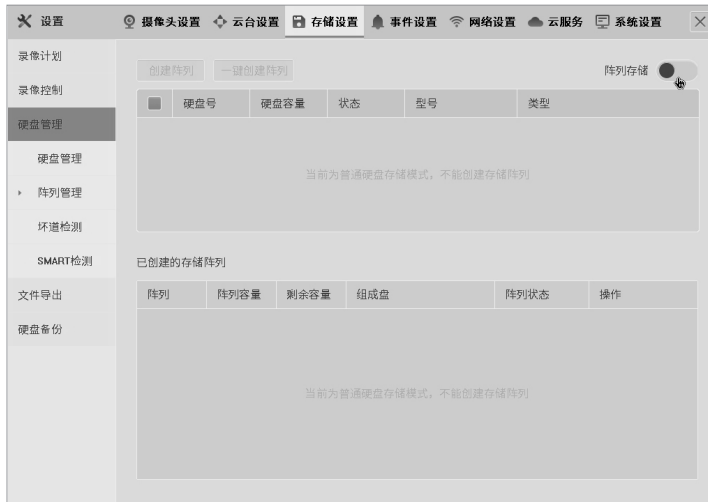 设置 摄像头设置 云台设置 存储设置 事件设置 网络设置 云服务 系统设置
录像计划
录像控制
硬盘管理
硬盘管理
阵列管理
坏道检测
SMART检测
文件导出
硬盘备份
创建阵列 一键创建阵列 阵列存储
硬盘号 硬盘容量 状态 型号 类型
当前为普通硬盘存储模式，不能创建存储阵列
已创建的存储阵列
阵列 阵列容量 剩余容量 组成盘 阵列状态 操作
当前为普通硬盘存储模式，不能创建存储阵列